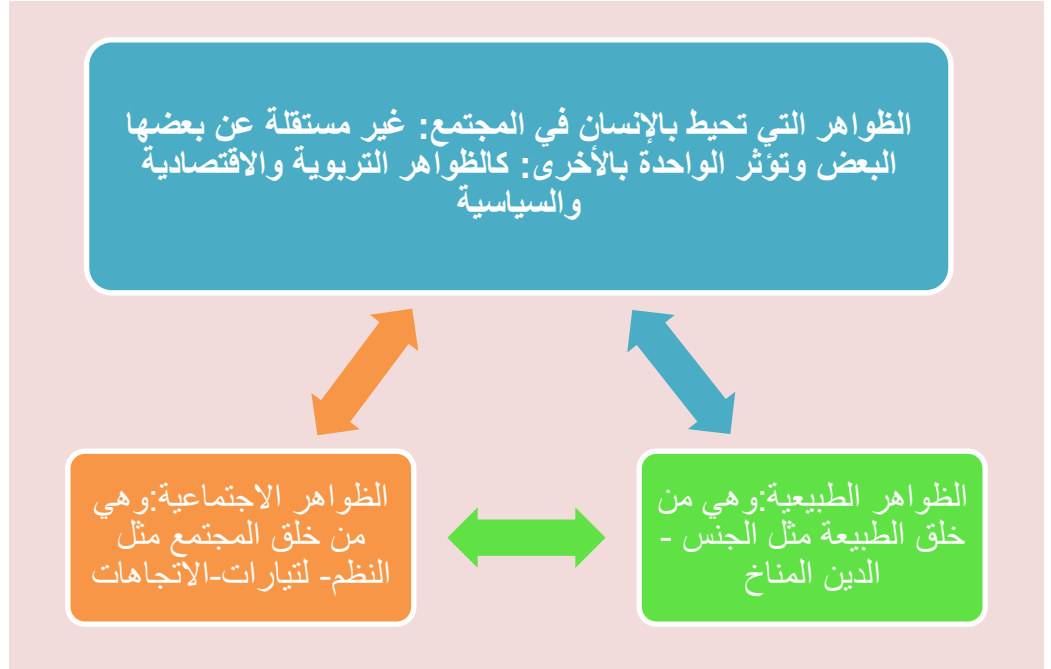 الظواهر التي تحيط بالإنسان في المجتمع: غير مستقلة عن بعضها
البعض وتؤثر الواحدة بالأخرى: كالظواهر التربوية والاقتصادية
والسياسية
الظواهر الطبيعية:وهي من
خلق الطبيعة مثل الجنس -
الدين المناخ
الظواهر الاجتماعية:وهي
من خلق المجتمع مثل
النظم- لتيارات-الاتجاهات